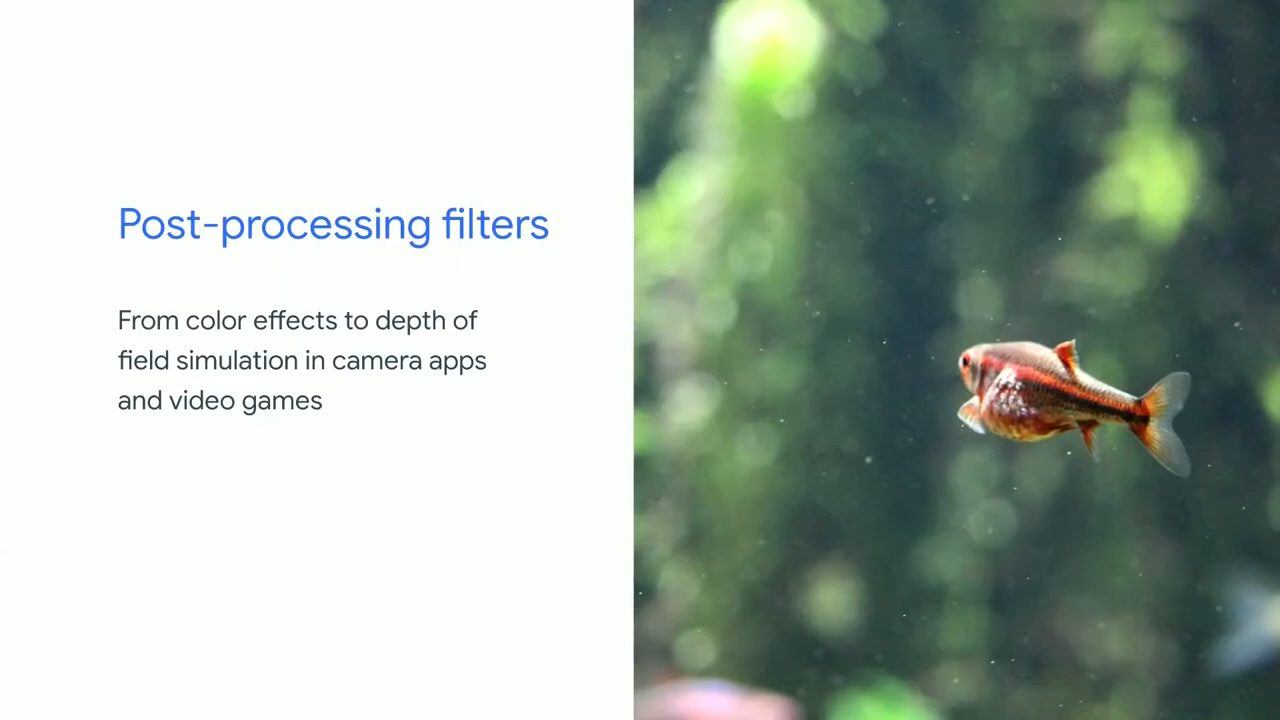 Post-processing filters
From color effects to depth of
field simulation in camera apps
and video games